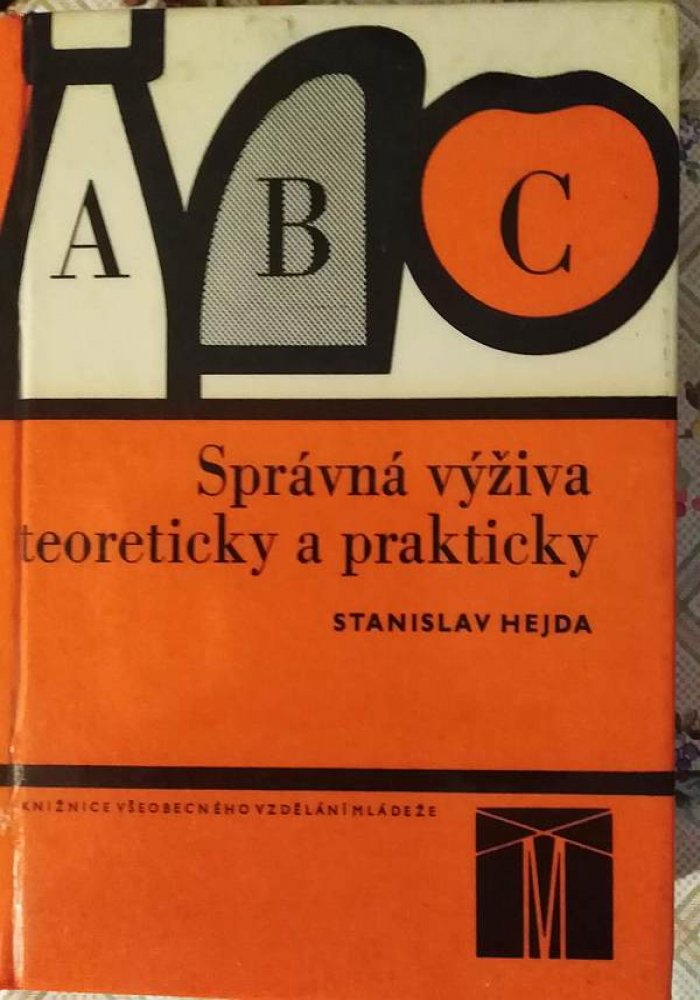 A B C
Správná výživa
teoreticky a prakticky
STANISLAV HEJDA
KNIŽNICE VŠEOBECNÉHO VZDĚLÁNÍ MLÁDEŽE
M